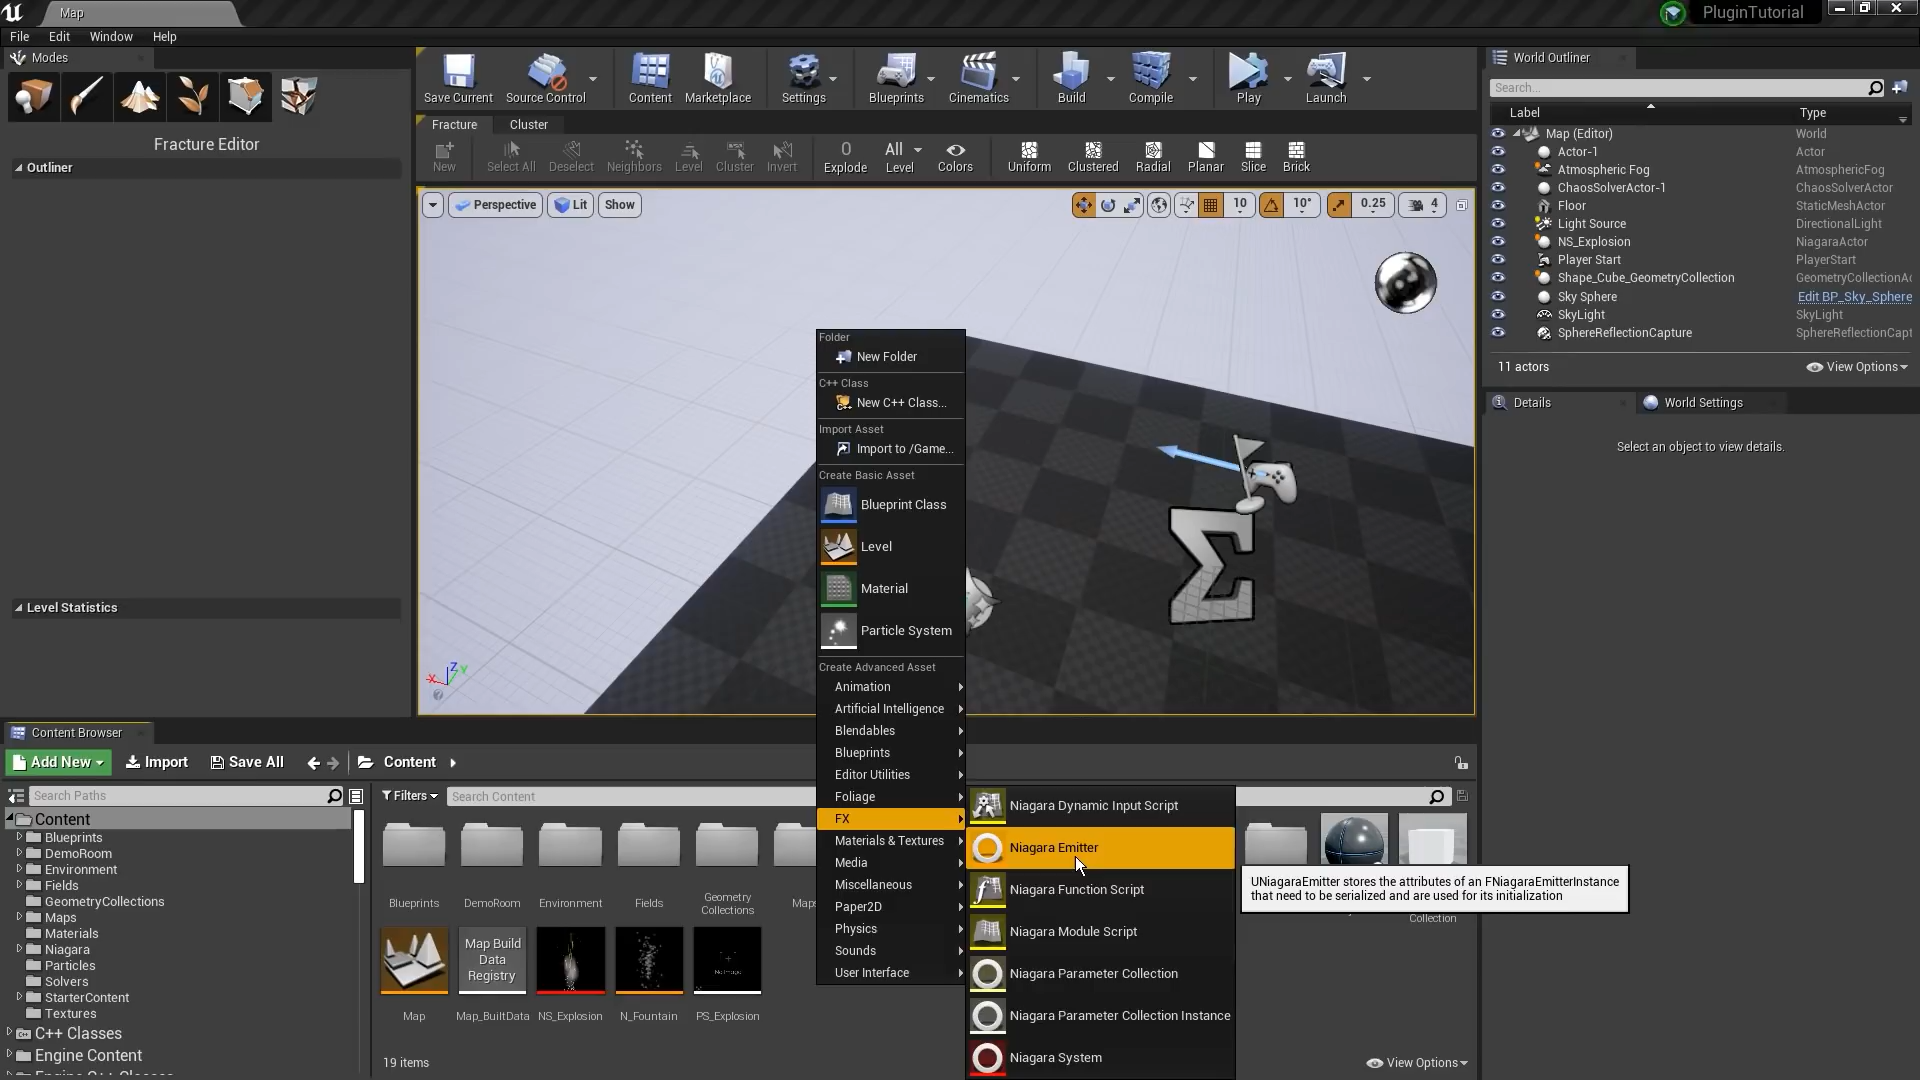 Map
PluginTutorial
File Edit Window Help
Modes
Fracture Editor
Outliner
Level Statistics
Save Current
Source Control
Content
Marketplace
Settings
Blueprints
Cinematics
Build
Compile
Play
Launch
Fracture
Cluster
New
Select All
Deselect
Neighbors
Level
Cluster
Invert
0
Explode
All
Level
Colors
Uniform
Clustered
Radial
Planar
Slice
Brick
Perspective
Lit
Show
10
10°
0.25
4
X
Z
Y
World Outliner
Search...
Label Type
Map (Editor) World
Actor-1 Actor
Atmospheric Fog AtmosphericFog
ChaosSolverActor-1 ChaosSolverActor
Floor StaticMeshActor
Light Source DirectionalLight
NS_Explosion NiagaraActor
Player Start PlayerStart
Shape_Cube_GeometryCollection GeometryCollectionAc
Sky Sphere Edit BP_Sky_Sphere
SkyLight SkyLight
SphereReflectionCapture SphereReflectionCapt
11 actors
View Options
Details
World Settings
Select an object to view details.
Folder
New Folder
C++ Class
New C++ Class...
Import Asset
Import to /Game...
Create Basic Asset
Blueprint Class
Level
Material
Particle System
Create Advanced Asset
Animation
Artificial Intelligence
Blendables
Blueprints
Editor Utilities
Foliage
FX
Materials & Textures
Media
Miscellaneous
Paper2D
Physics
Sounds
User Interface
Niagara Dynamic Input Script
Niagara Emitter
Niagara Function Script
Niagara Module Script
Niagara Parameter Collection
Niagara Parameter Collection Instance
Niagara System
UNiagaraEmitter stores the attributes of an FNiagaraEmitterInstance
that need to be serialized and are used for its initialization
Content Browser
Add New
Import
Save All
Content
Search Paths
Filters
Search Content
Content
Blueprints
DemoRoom
Environment
Fields
GeometryCollections
Maps
Materials
Niagara
Particles
Solvers
StarterContent
Textures
C++ Classes
Engine Content
Blueprints
DemoRoom
Environment
Fields
Geometry
Collections
Maps
Collection
Map Build
Data
Registry
Map
Map_BuiltData
NS_Explosion
N_Fountain
PS_Explosion
19 items
View Options